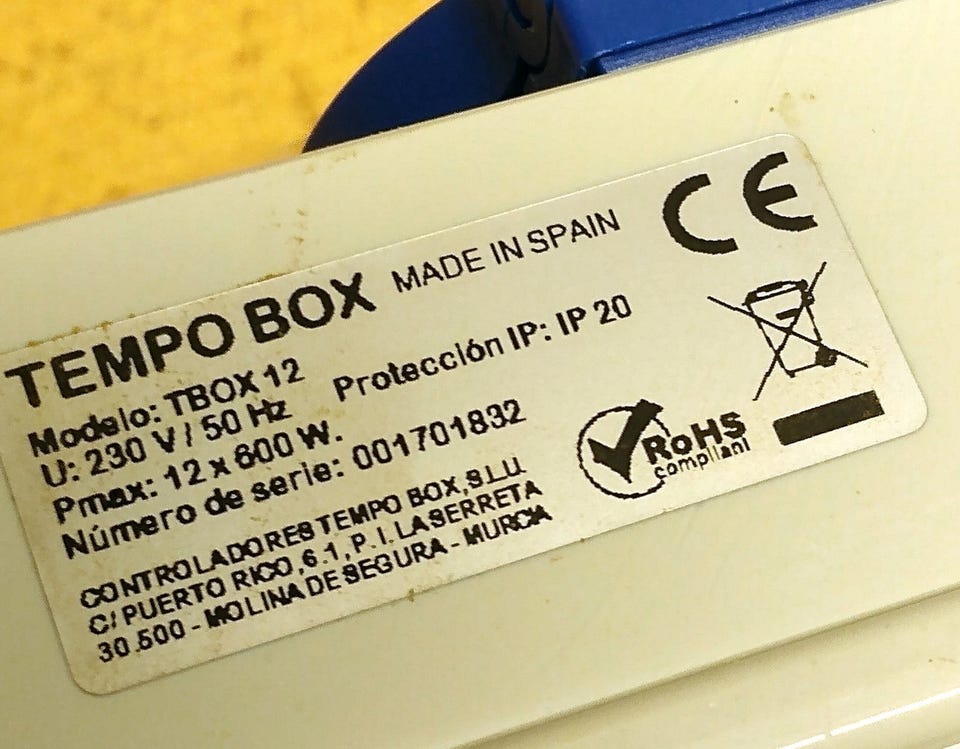 TEMPO BOX MADE IN SPAIN
CE
Modelo: TBOX 12
U: 230 V / 50 Hz Protección IP: IP 20
Pmax: 12 x 600 W.
Número de serie: 001701832
RoHS
compliant
CONTROLADORES TEMPO BOX, S.L.U.
C/ PUERTO RICO, 6.1, P. I. LA SERRETA
30.500 - MOLINA DE SEGURA - MURCIA